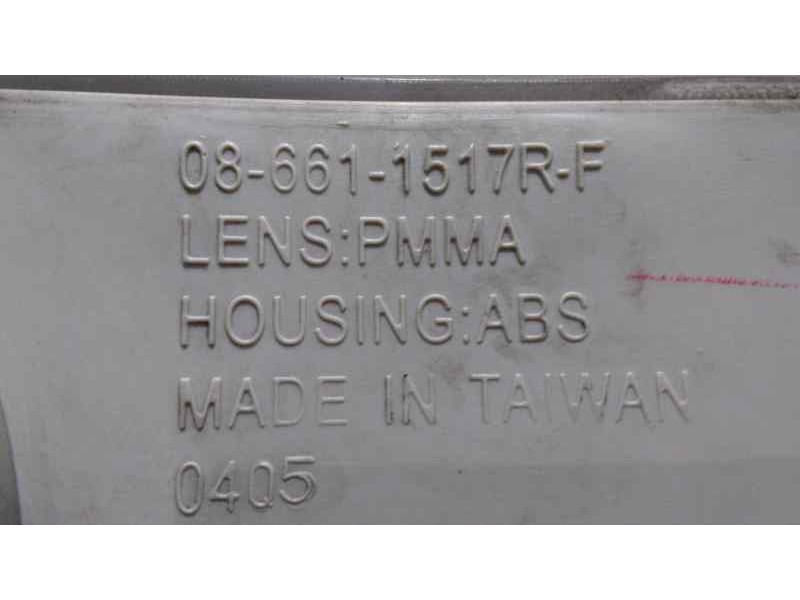 08-661-1517R-F
LENS:PMMA
HOUSING:ABS
MADE IN TAIWAN
0405